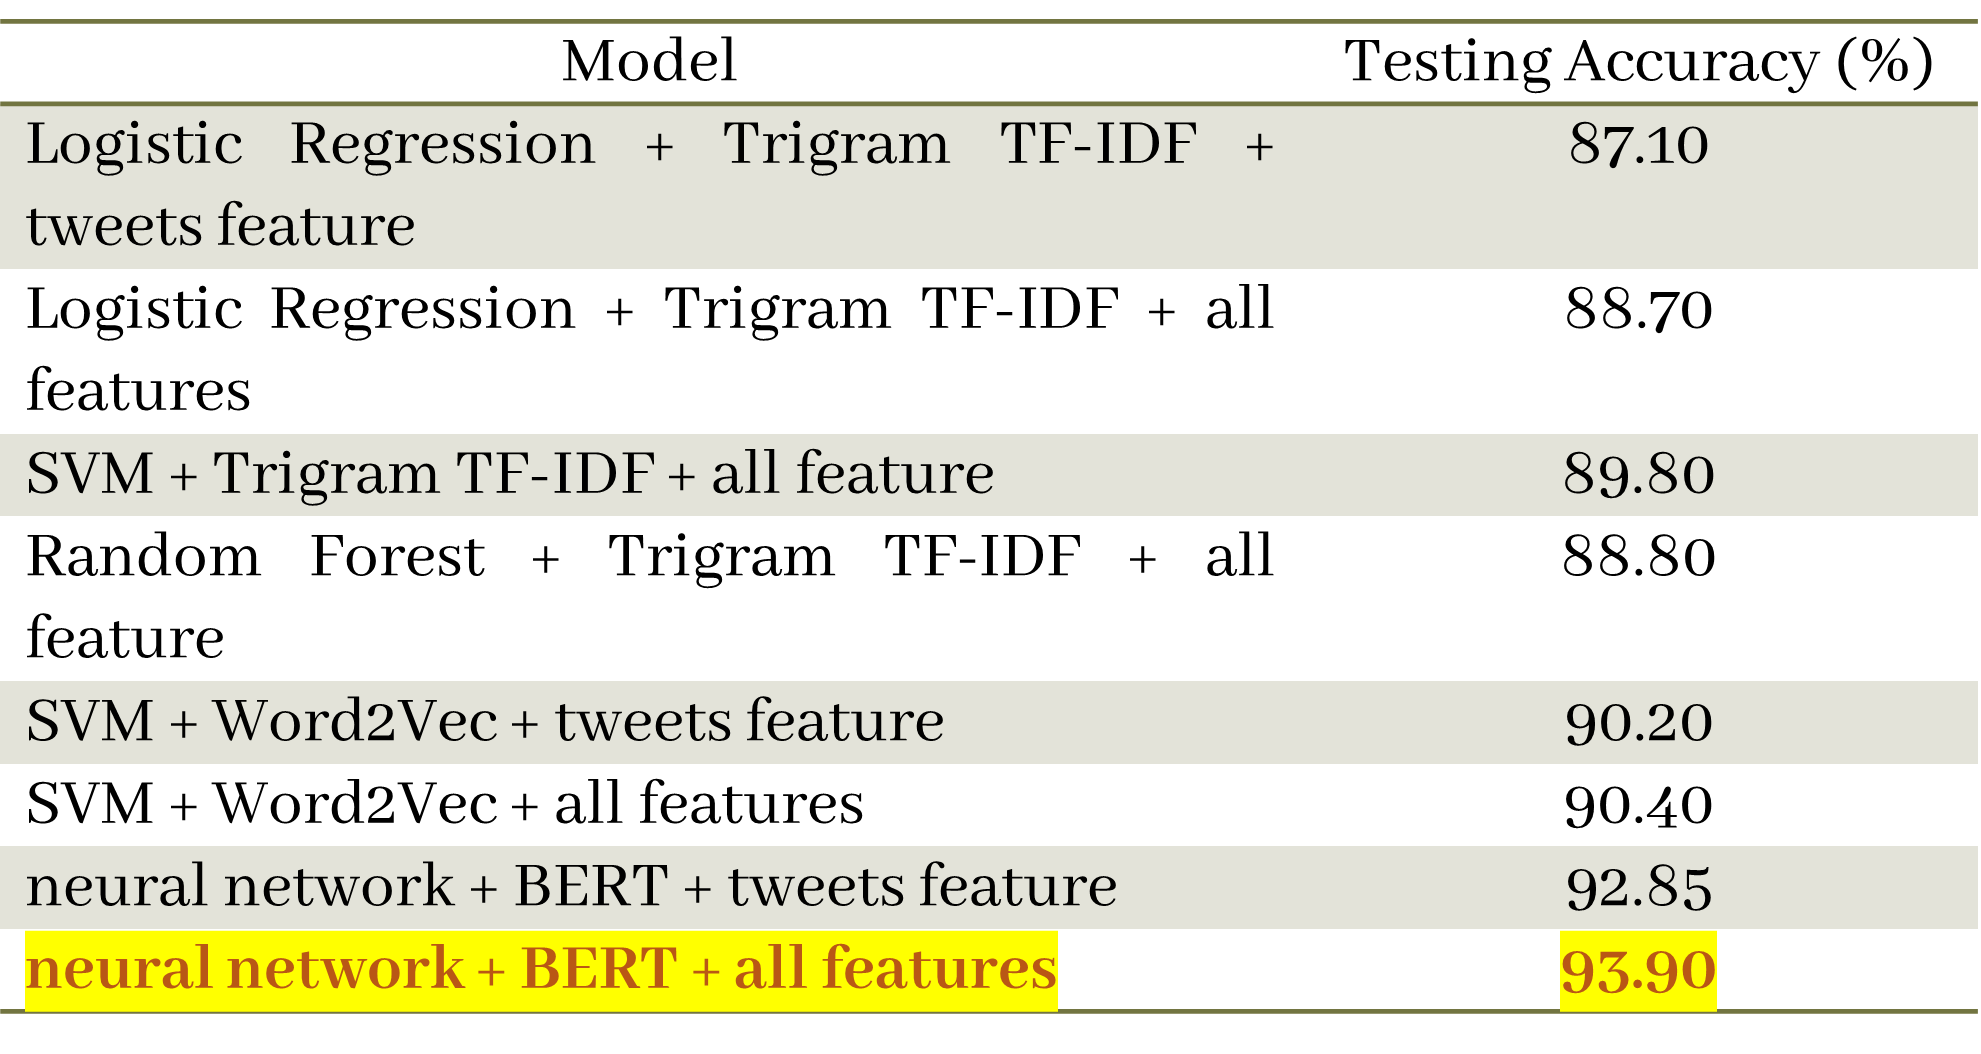 Model Testing Accuracy (%)
Logistic Regression + Trigram TF-IDF + 87.10
tweets feature
Logistic Regression + Trigram TF-IDF + all 88.70
features
SVM + Trigram TF-IDF + all feature 89.80
Random Forest + Trigram TF-IDF + all 88.80
feature
SVM + Word2Vec + tweets feature 90.20
SVM + Word2Vec + all features 90.40
neural network + BERT + tweets feature 92.85
neural network + BERT + all features 93.90